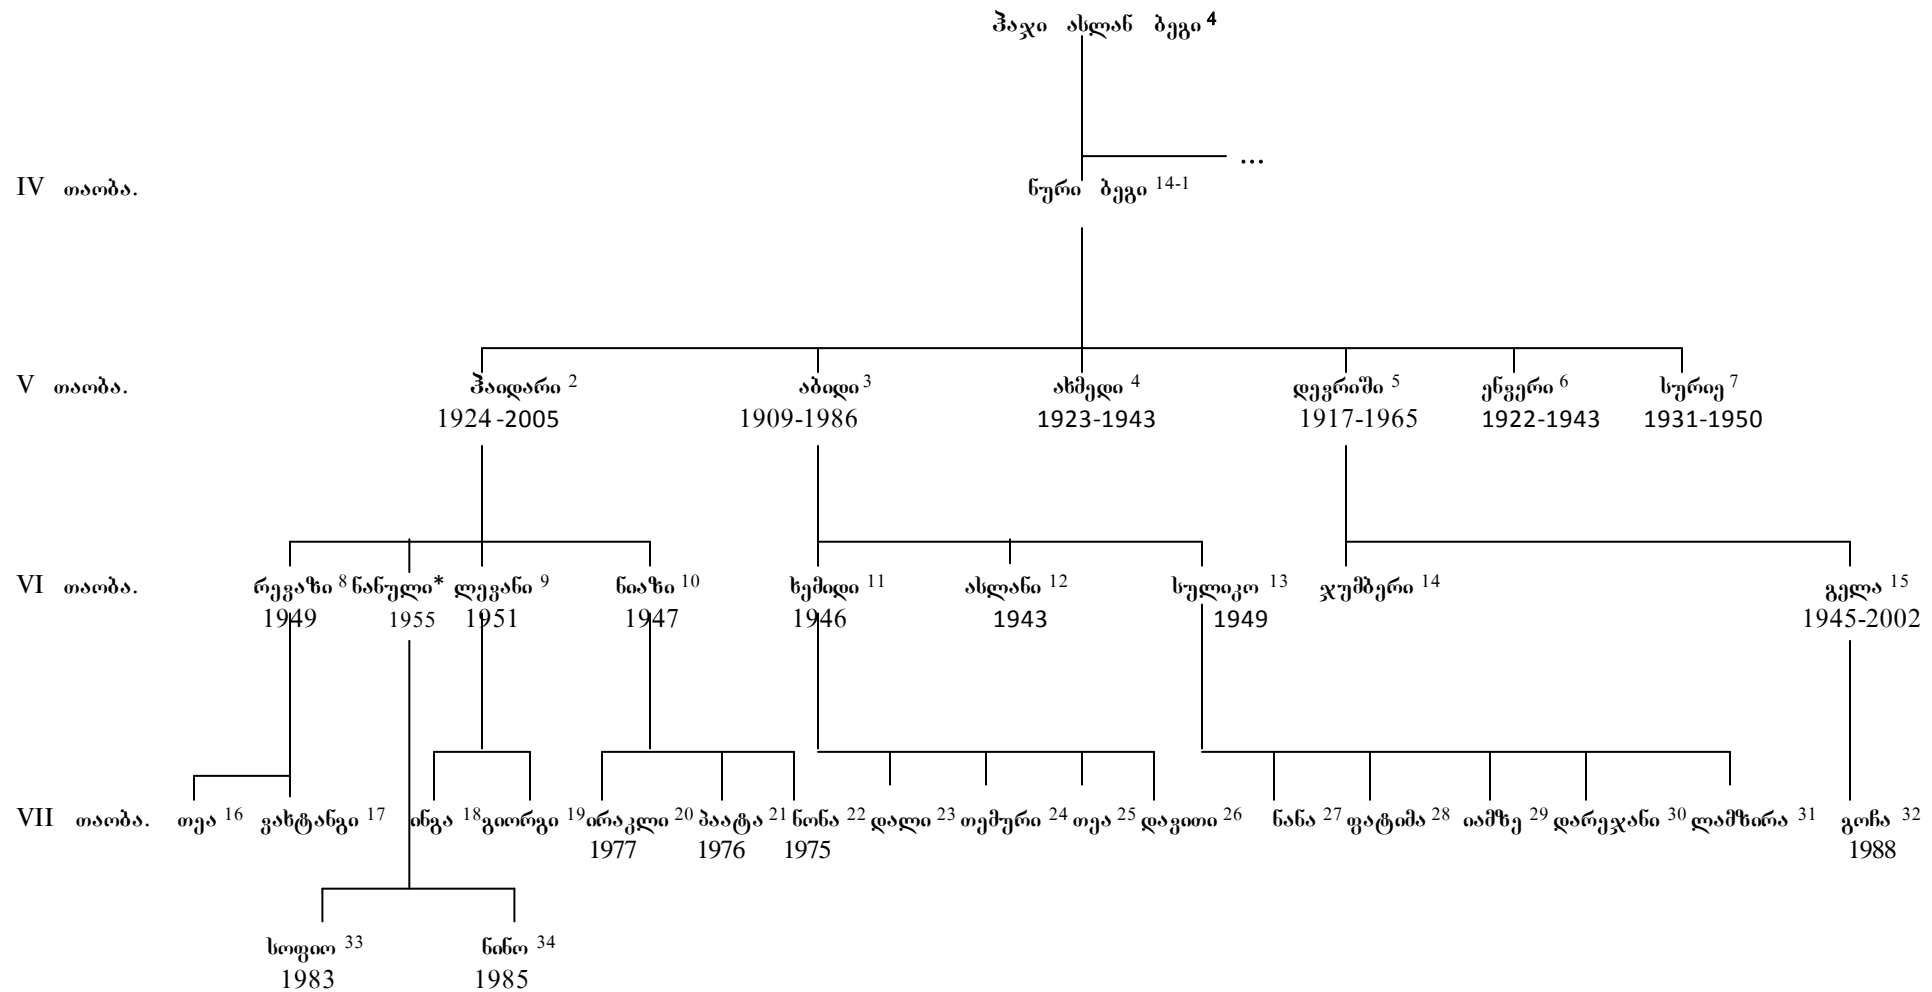 ჰაჯი ასლან ბეგი 4
...
IV თაობა. ნური ბეგი 14-1
V თაობა. ჰაიდარი 2 აბიდი 3 ახმედი 4 დევრიში 5 ენვერი 6 სურიე 7
1924 -2005 1909-1986 1923-1943 1917-1965 1922-1943 1931-1950
VI თაობა. რევაზი 8 ნანული* ლევანი 9 ნიაზი 10 ხემიდი 11 ასლანი 12 სულიკო 13 ჯუმბერი 14 გელა 15
1949 1955 1951 1947 1946 1943 1949 1945-2002
VII თაობა. თეა 16 ვახტანგი 17 ინგა 18 გიორგი 19 ირაკლი 20 პაატა 21 ნონა 22 დალი 23 თემური 24 თეა 25 დავითი 26 ნანა 27 ფატიმა 28 იამზე 29 დარეჯანი 30 ლამზირა 31 გოჩა 32
1977 1976 1975 1988
სოფიო 33 ნინო 34
1983 1985